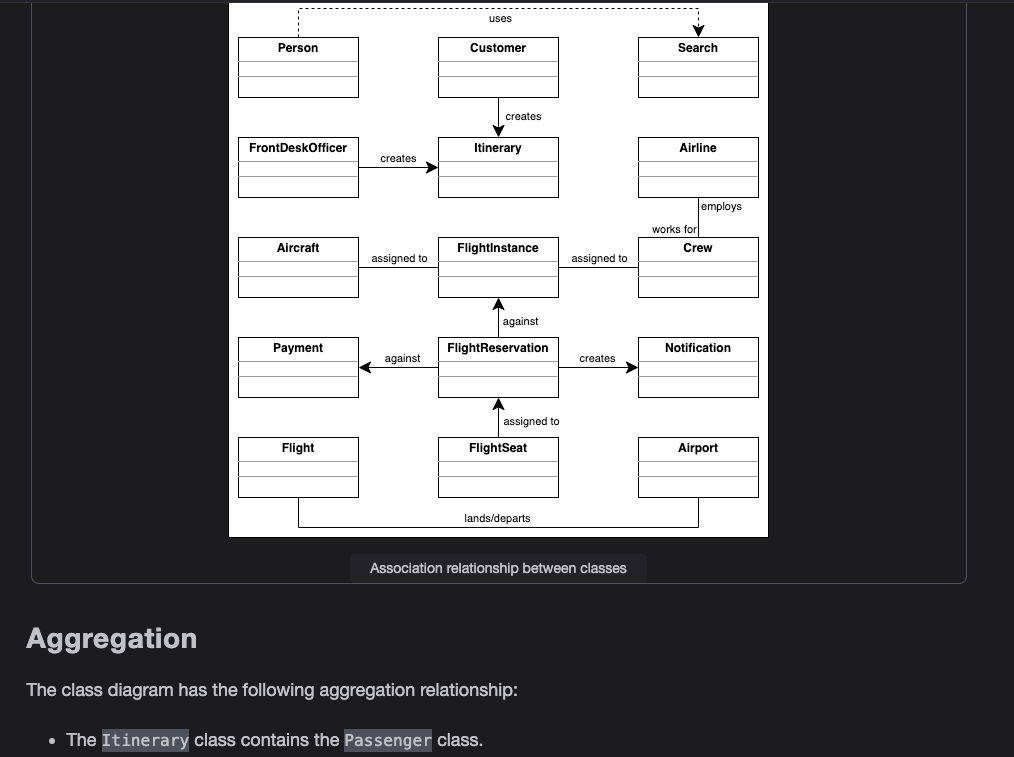 uses
Person
Customer
Search
creates
FrontDeskOfficer
creates
Itinerary
Airline
employs
works for
Aircraft
assigned to
FlightInstance
assigned to
Crew
against
Payment
against
FlightReservation
creates
Notification
assigned to
Flight
FlightSeat
Airport
lands/departs
Association relationship between classes
Aggregation
The class diagram has the following aggregation relationship:
• The Itinerary class contains the Passenger class.